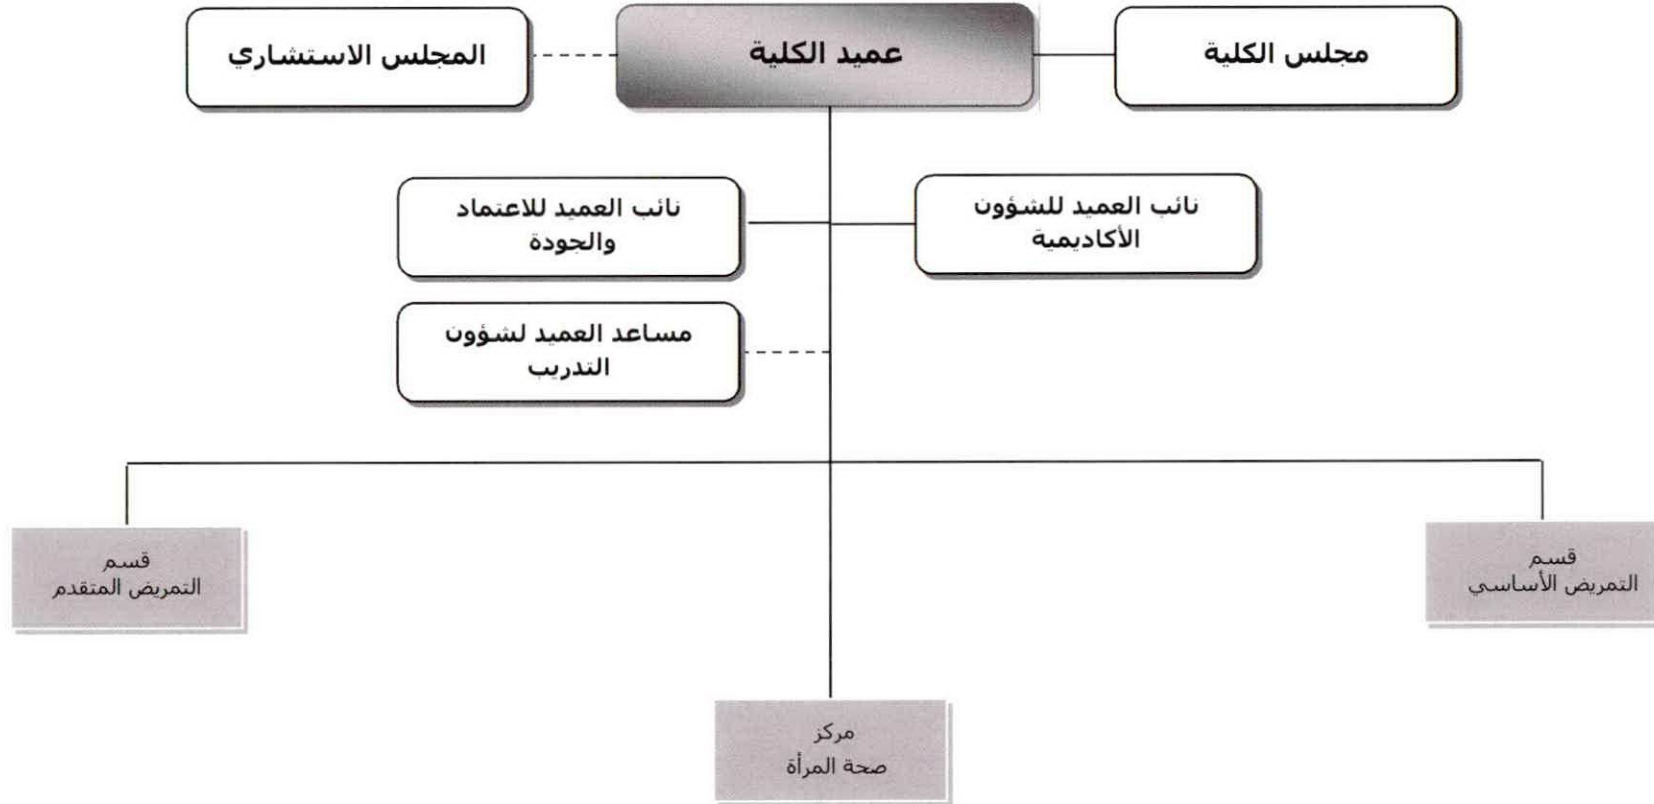 مجلس الكلية
عميد الكلية
المجلس الاستشاري
نائب العميد للشؤون
الأكاديمية
نائب العميد للاعتماد
والجودة
مساعد العميد لشؤون
التدريب
قسم
التمريض الأساسي
قسم
التمريض المتقدم
مركز
صحة المرأة